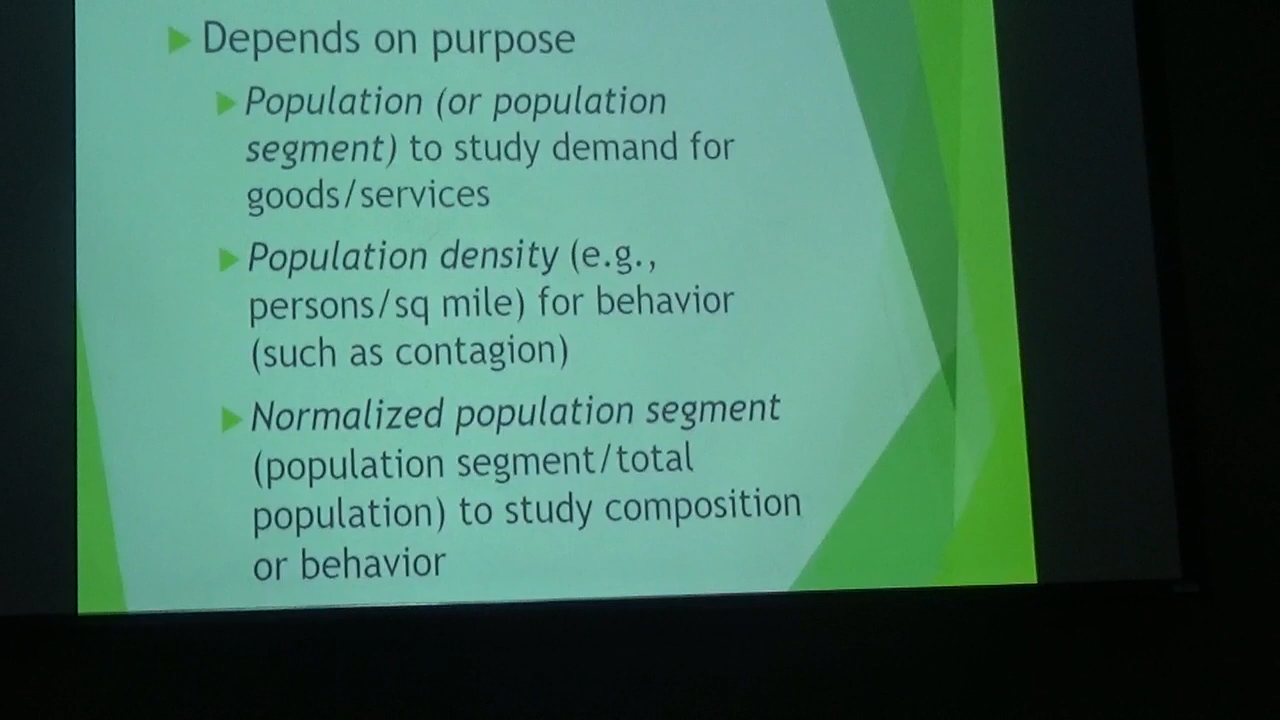 Depends on purpose
Population (or population
segment) to study demand for
goods/services
Population density (e.g.,
persons/sq mile) for behavior
(such as contagion)
Normalized population segment
(population segment/total
population) to study composition
or behavior